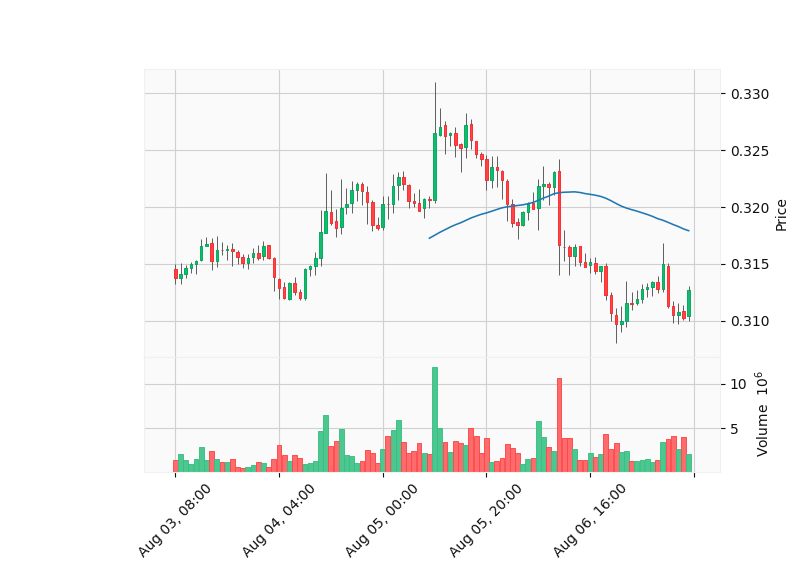 0.330
0.325
0.320
0.315
0.310
Price
10
5
Volume 10^6
Aug 03, 08:00
Aug 04, 04:00
Aug 05, 00:00
Aug 05, 20:00
Aug 06, 16:00